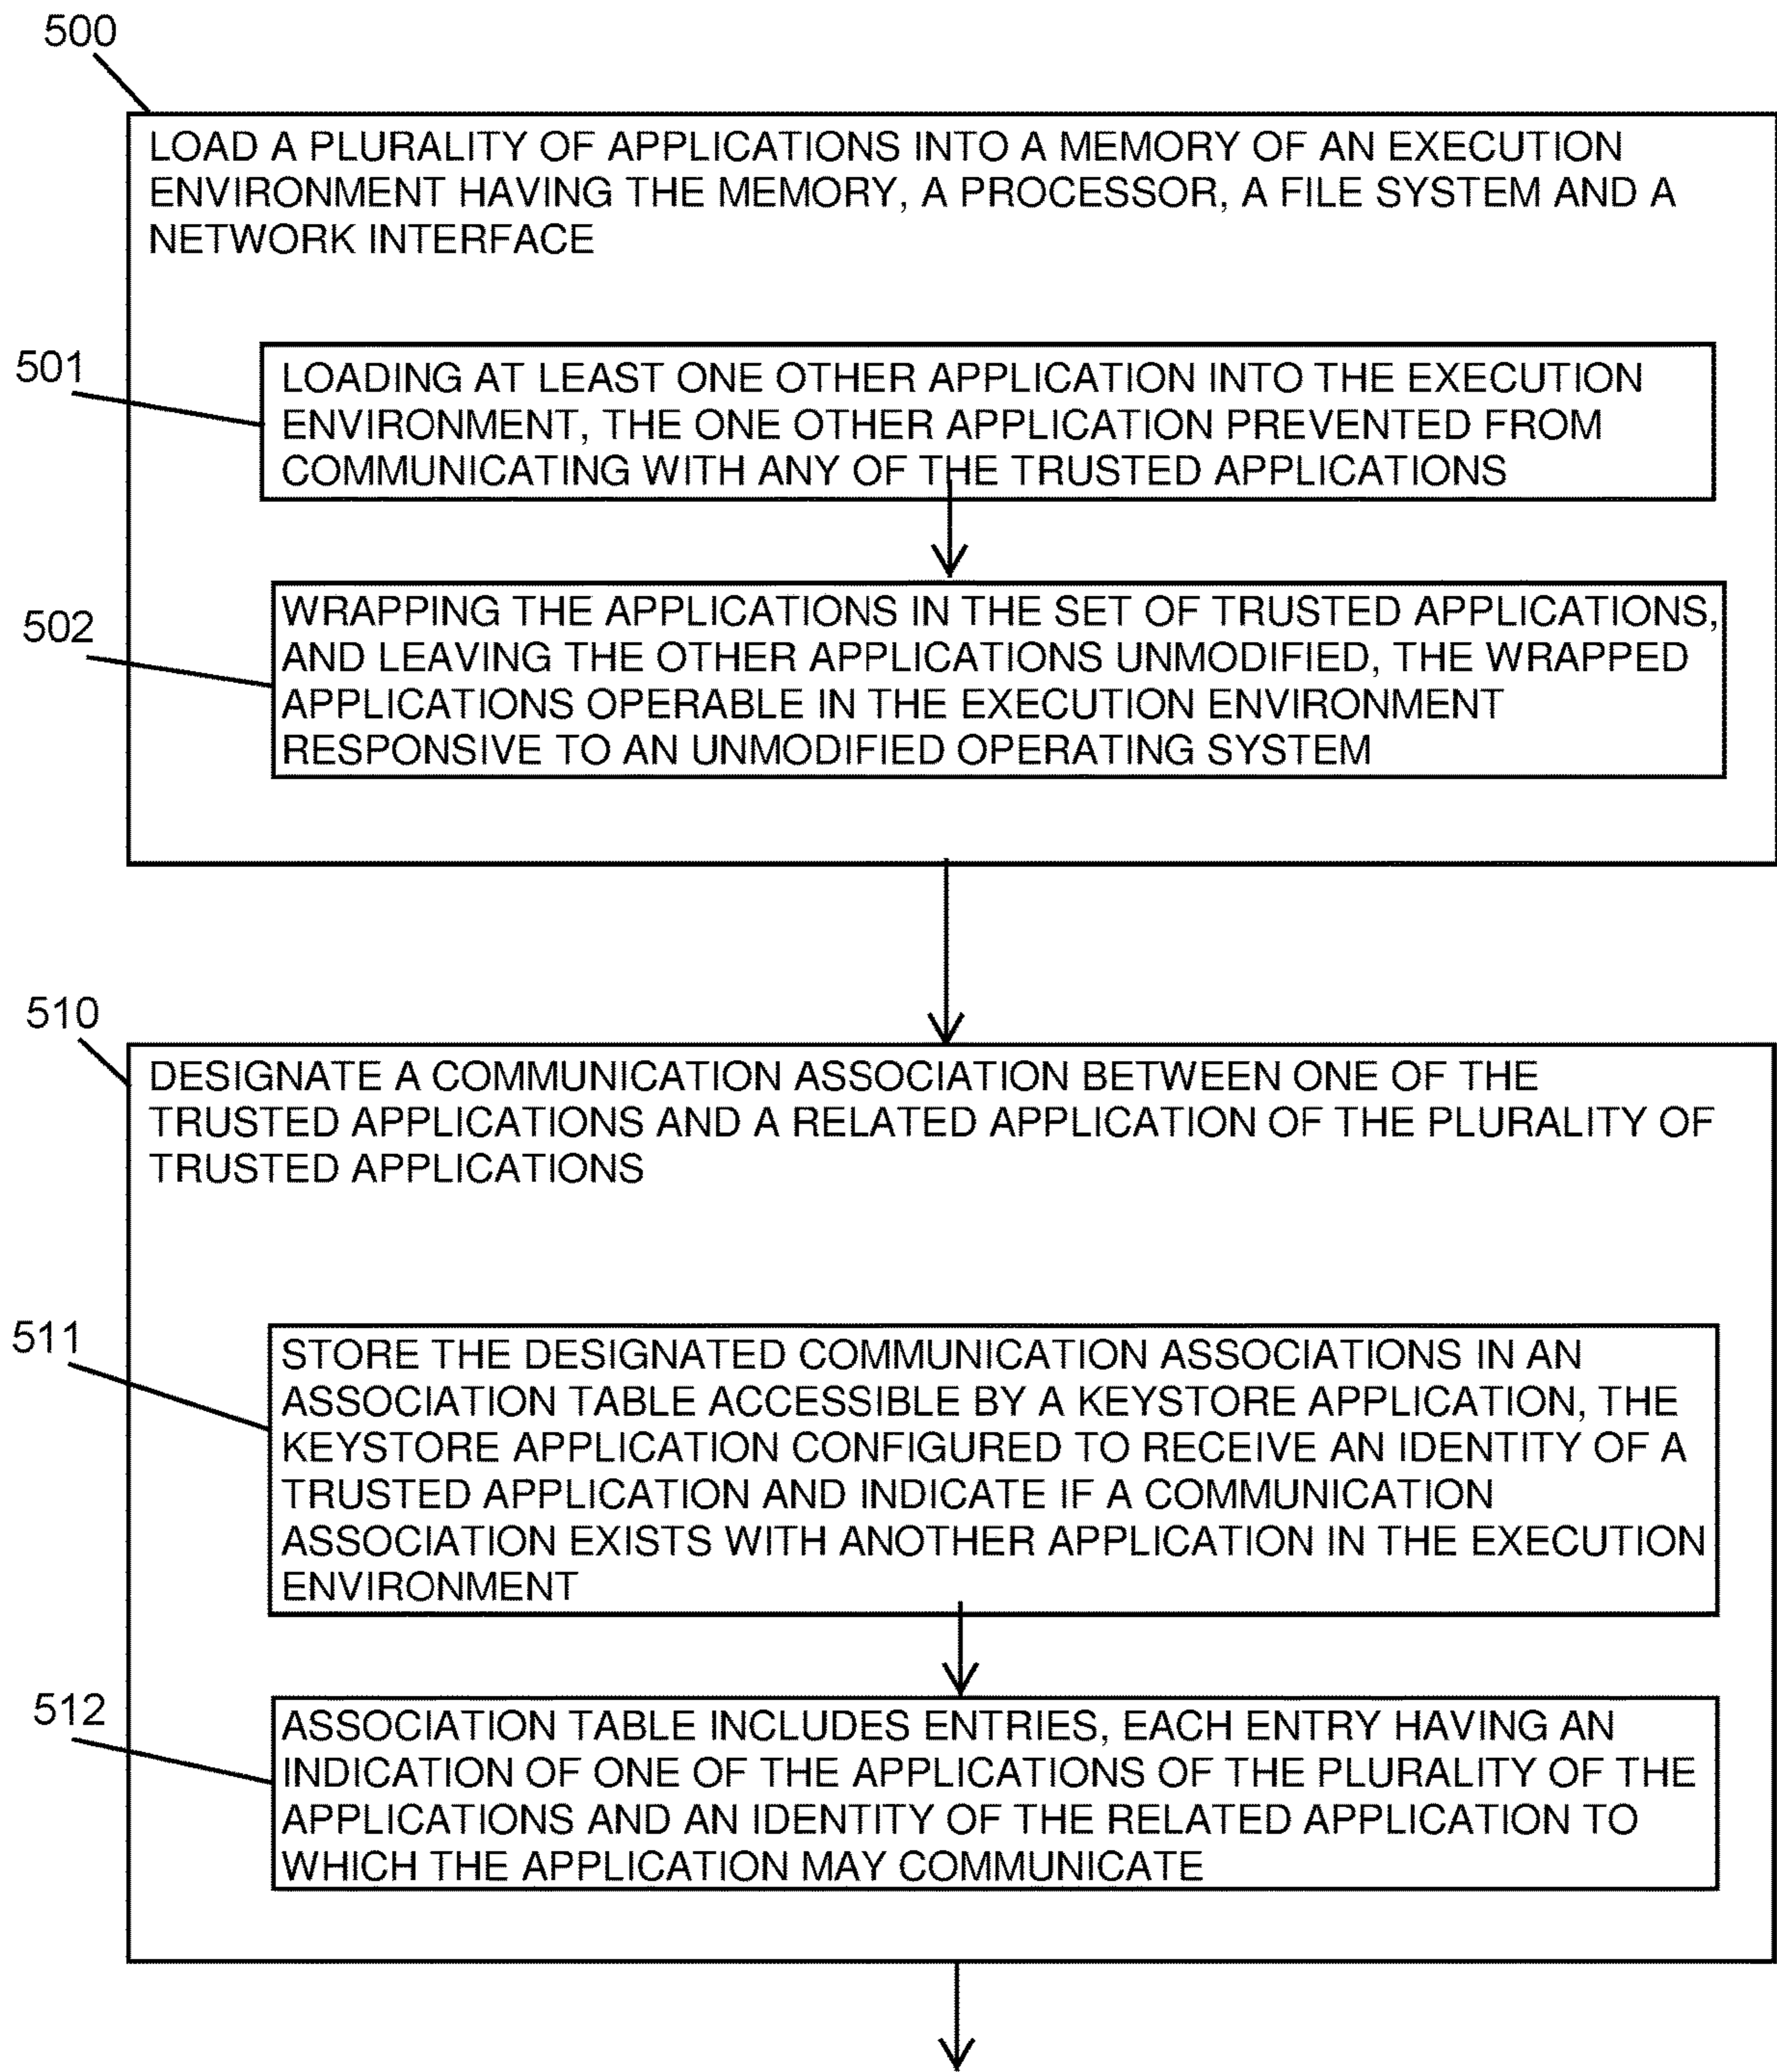 500
LOAD A PLURALITY OF APPLICATIONS INTO A MEMORY OF AN EXECUTION
ENVIRONMENT HAVING THE MEMORY, A PROCESSOR, A FILE SYSTEM AND A
NETWORK INTERFACE
501
LOADING AT LEAST ONE OTHER APPLICATION INTO THE EXECUTION
ENVIRONMENT, THE ONE OTHER APPLICATION PREVENTED FROM
COMMUNICATING WITH ANY OF THE TRUSTED APPLICATIONS
502
WRAPPING THE APPLICATIONS IN THE SET OF TRUSTED APPLICATIONS,
AND LEAVING THE OTHER APPLICATIONS UNMODIFIED, THE WRAPPED
APPLICATIONS OPERABLE IN THE EXECUTION ENVIRONMENT
RESPONSIVE TO AN UNMODIFIED OPERATING SYSTEM
510
DESIGNATE A COMMUNICATION ASSOCIATION BETWEEN ONE OF THE
TRUSTED APPLICATIONS AND A RELATED APPLICATION OF THE PLURALITY OF
TRUSTED APPLICATIONS
511
STORE THE DESIGNATED COMMUNICATION ASSOCIATIONS IN AN
ASSOCIATION TABLE ACCESSIBLE BY A KEYSTORE APPLICATION, THE
KEYSTORE APPLICATION CONFIGURED TO RECEIVE AN IDENTITY OF A
TRUSTED APPLICATION AND INDICATE IF A COMMUNICATION
ASSOCIATION EXISTS WITH ANOTHER APPLICATION IN THE EXECUTION
ENVIRONMENT
512
ASSOCIATION TABLE INCLUDES ENTRIES, EACH ENTRY HAVING AN
INDICATION OF ONE OF THE APPLICATIONS OF THE PLURALITY OF THE
APPLICATIONS AND AN IDENTITY OF THE RELATED APPLICATION TO
WHICH THE APPLICATION MAY COMMUNICATE